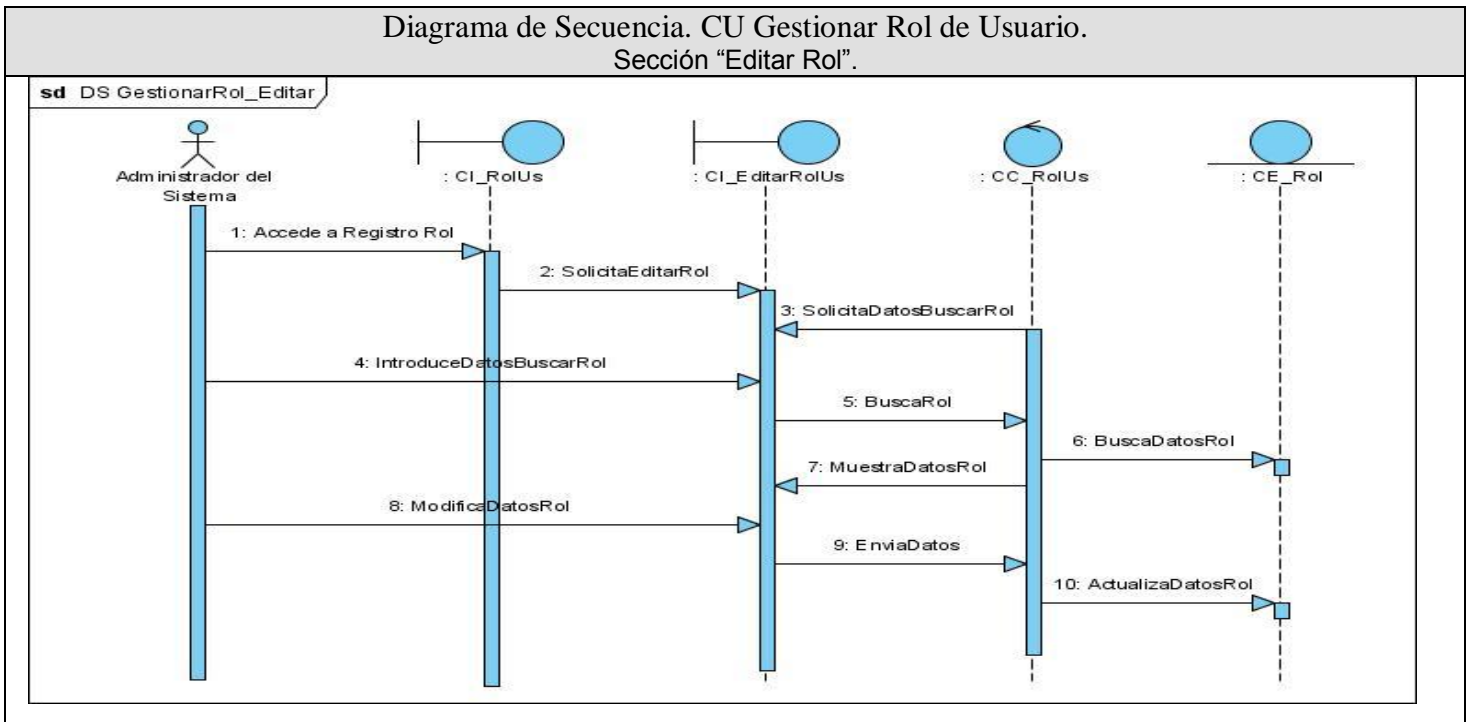 Diagrama de Secuencia. CU Gestionar Rol de Usuario.
Sección “Editar Rol”.
sd DS GestionarRol_Editar
Administrador del
Sistema
: CI_RolUs
: CI_EditarRolUs
: CC_RolUs
: CE_Rol
1: Accede a Registro Rol
2: SolicitaEditarRol
3: SolicitaDatosBuscarRol
4: IntroduceDatosBuscarRol
5: BuscaRol
6: BuscaDatosRol
7: MuestraDatosRol
8: ModificaDatosRol
9: EnviaDatos
10: ActualizaDatosRol